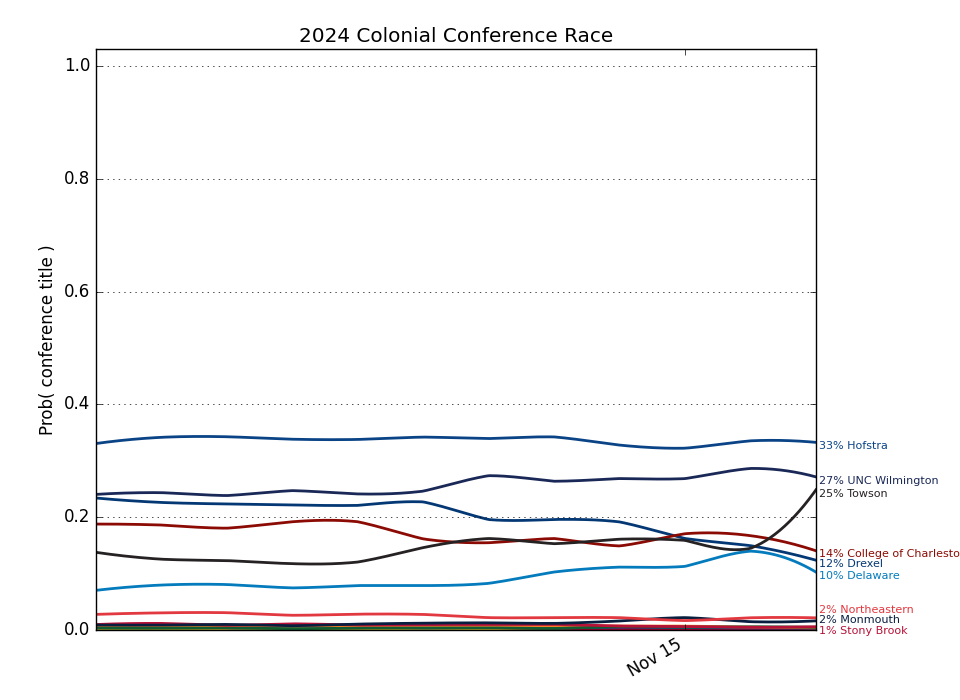 2024 Colonial Conference Race
Prob( conference title )
1.0
0.8
0.6
0.4
0.2
0.0
Nov 15
33% Hofstra
27% UNC Wilmington
25% Towson
14% College of Charlesto
12% Drexel
10% Delaware
2% Northeastern
2% Monmouth
1% Stony Brook